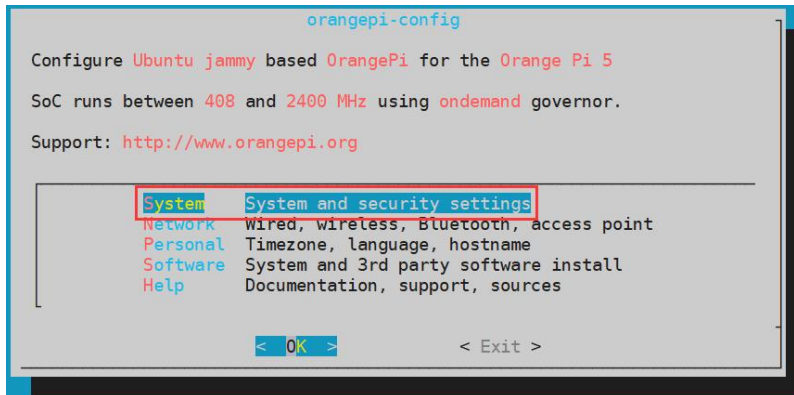 orangepi-config
Configure Ubuntu jammy based OrangePi for the Orange Pi 5
SoC runs between 408 and 2400 MHz using ondemand governor.
Support: http://www.orangepi.org
System System and security settings
Network Wired, wireless, Bluetooth, access point
Personal Timezone, language, hostname
Software System and 3rd party software install
Help Documentation, support, sources
< OK > < Exit >